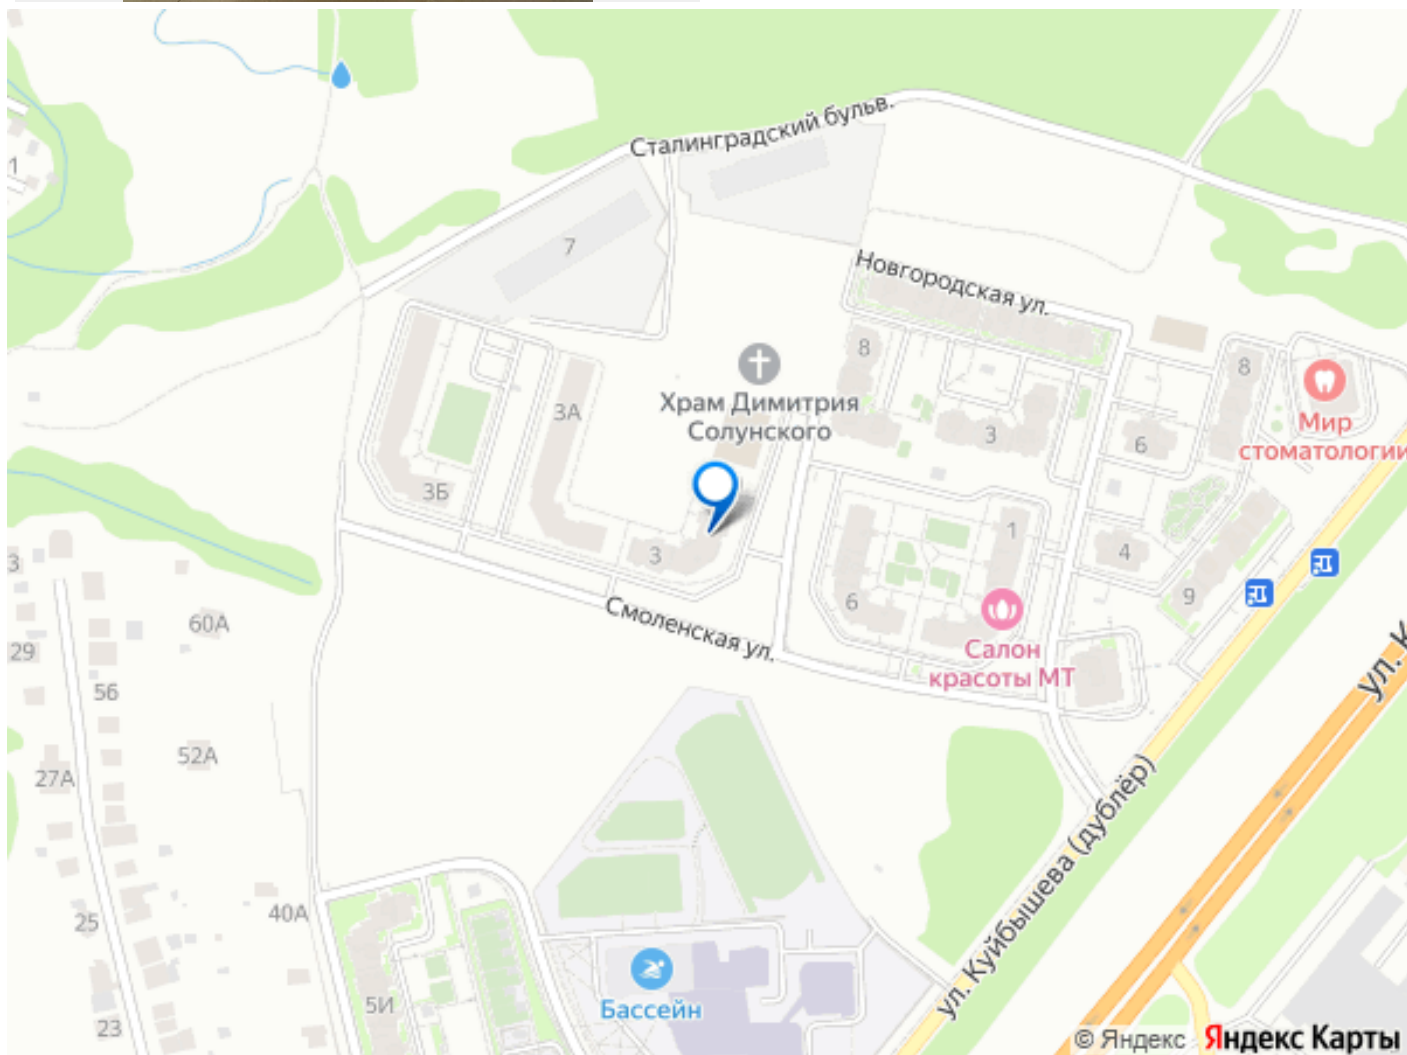 1
Сталинградский бульв.
7
Новгородская ул.
8
8
Храм Димитрия
Солунского
3А
3
6
Мир
стоматологии
3Б
1
3
4
6
9
3
Смоленская ул.
60А
29
Салон
красоты МТ
56
ул. К
52А
27А
ул. Куйбышева (дублёр)
40А
25
5И
Бассейн
23
© Яндекс Яндекс Карты